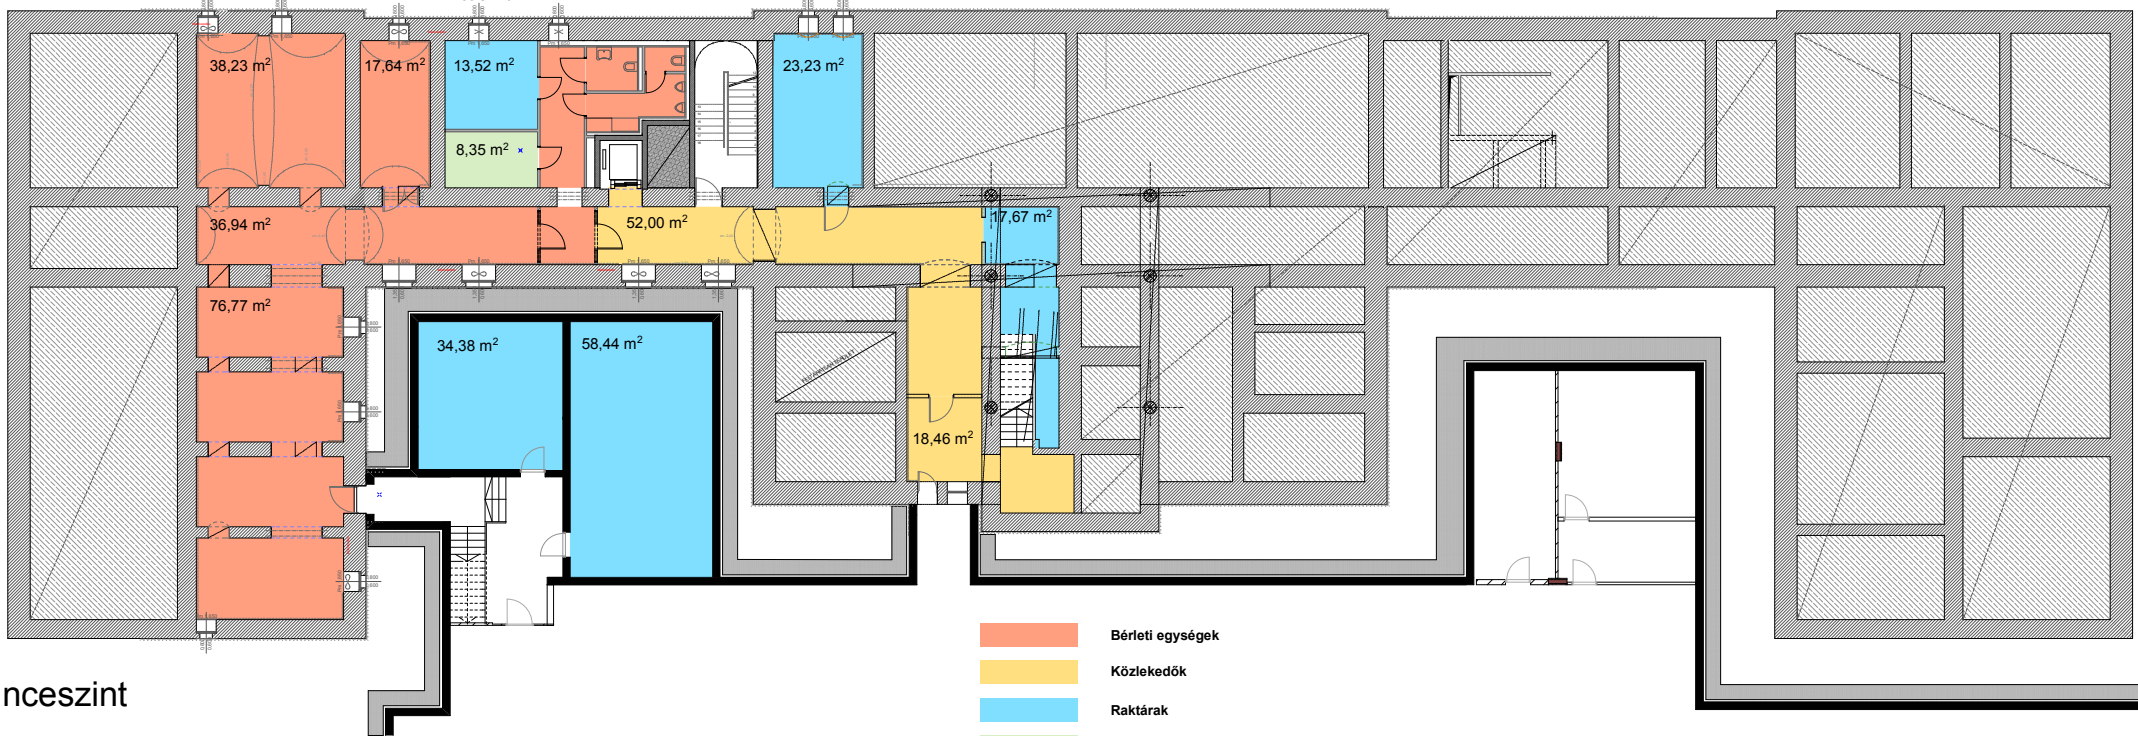 38,23 m²
17,64 m²
13,52 m²
23,23 m²
8,35 m²
36,94 m²
52,00 m²
17,67 m²
76,77 m²
34,38 m²
58,44 m²
18,46 m²
Bérleti egységek
Közlekedők
Raktárak
nceszint